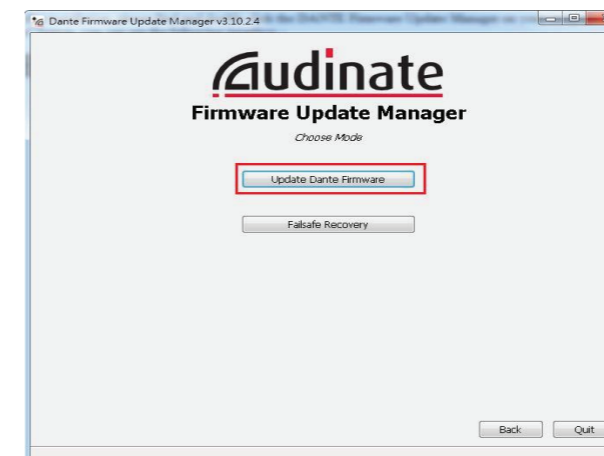 Dante Firmware Update Manager v3.10.2.4
Audinate
Firmware Update Manager
Choose Mode
Update Dante Firmware
Failsafe Recovery
Back Quit